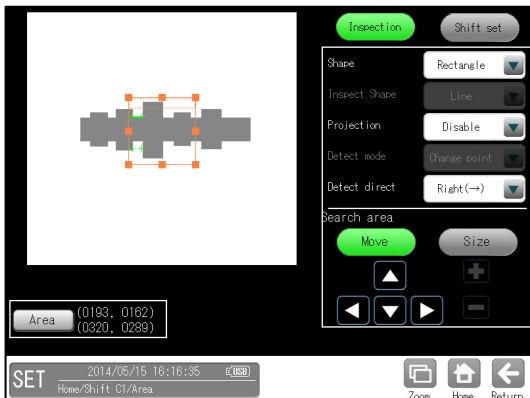 Inspection
Shift set
Shape
Rectangle
Inspect Shape
Line
Projection
Disable
Detect mode
Change point
Detect direct
Right(→)
Search area
Move
Size
Area
(0193, 0162)
(0320, 0289)
SET
2014/05/15 16:16:35
USB
Home/Shift C1/Area
Zoom
Home
Return